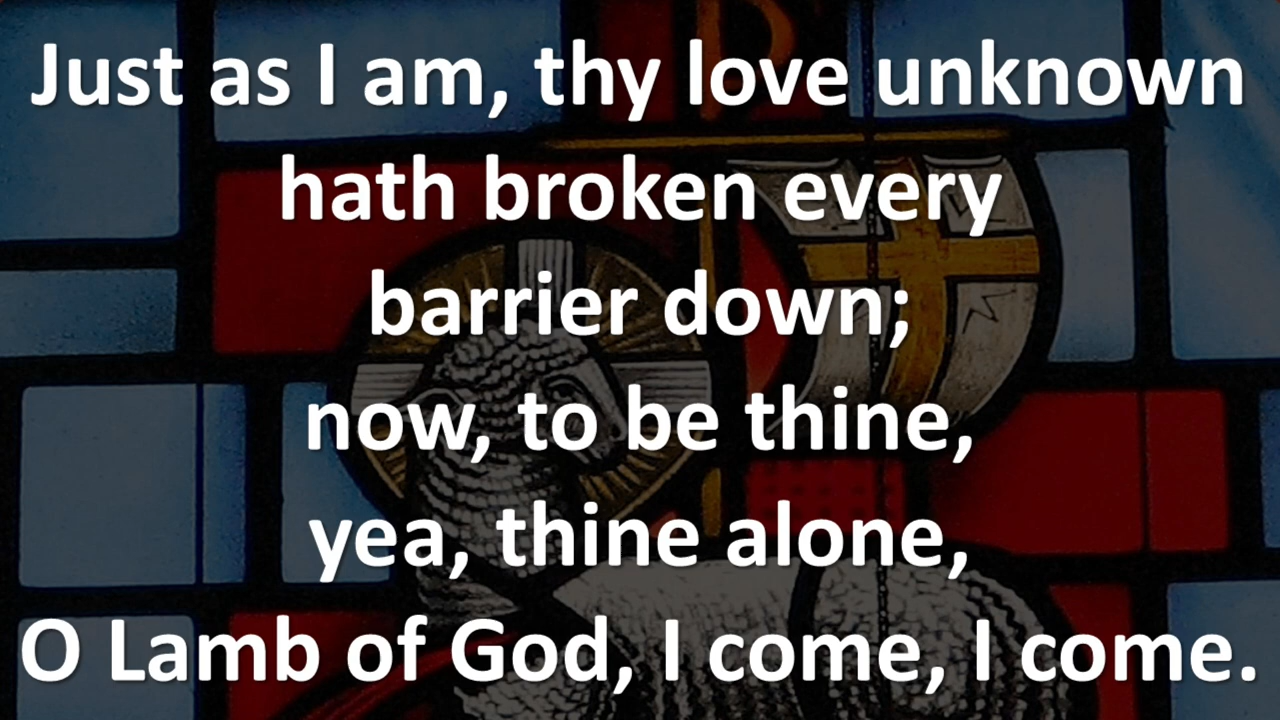 Just as I am, thy love unknown
hath broken every
barrier down;
now, to be thine,
yea, thine alone,
O Lamb of God, I come, I come.